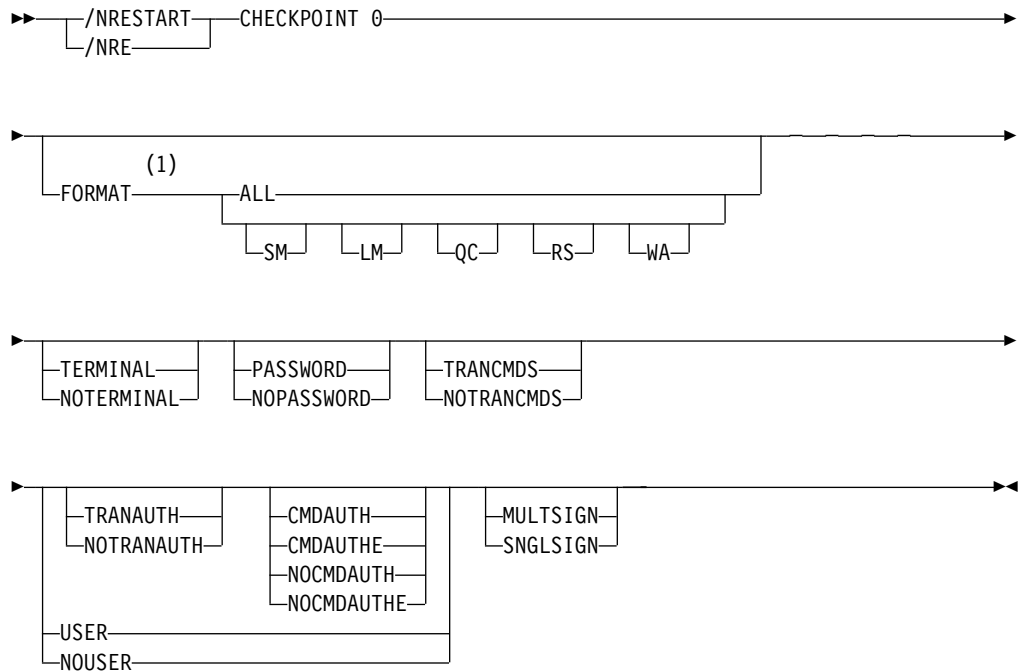 /NRESTART CHECKPOINT 0
/NRE
(1)
FORMAT ALL
SM LM QC RS WA
TERMINAL PASSWORD TRANCMDS
NOTERMINAL NOPASSWORD NOTRANCMDS
TRANAUTH CMDAUTH MULTSIGN
NOTRANAUTH CMDAUTHE SNGLSIGN
NOCMDAUTH
NOCMDAUTHE
USER
NOUSER